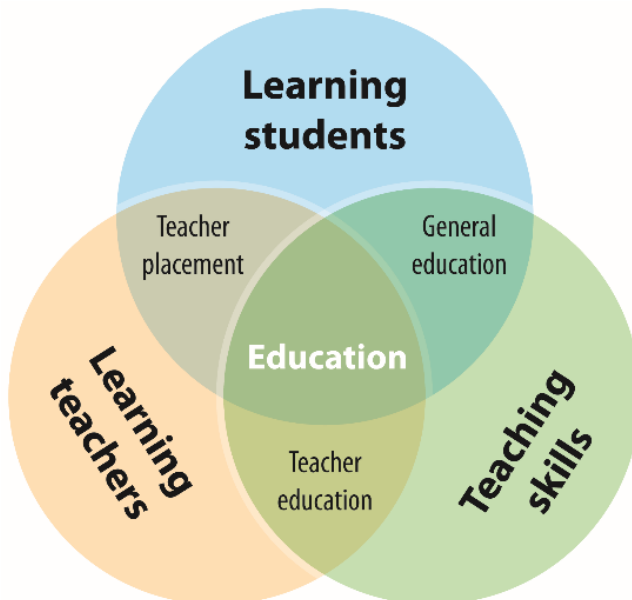 Learning
students
Teacher
placement
General
education
Education
Learning
teachers
Teaching
skills
Teacher
education